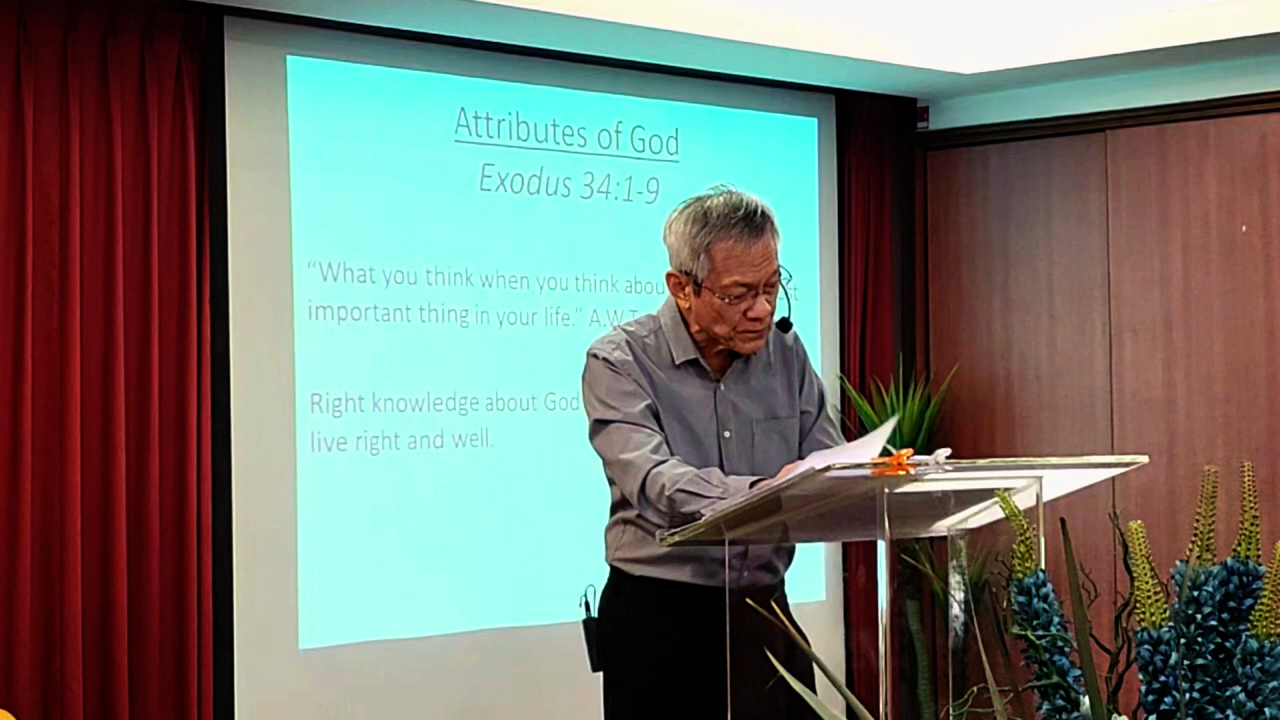 Attributes of God
Exodus 34:1-9
“What you think when you think abou
important thing in your life.” A.W.T
Right knowledge about God
live right and well.